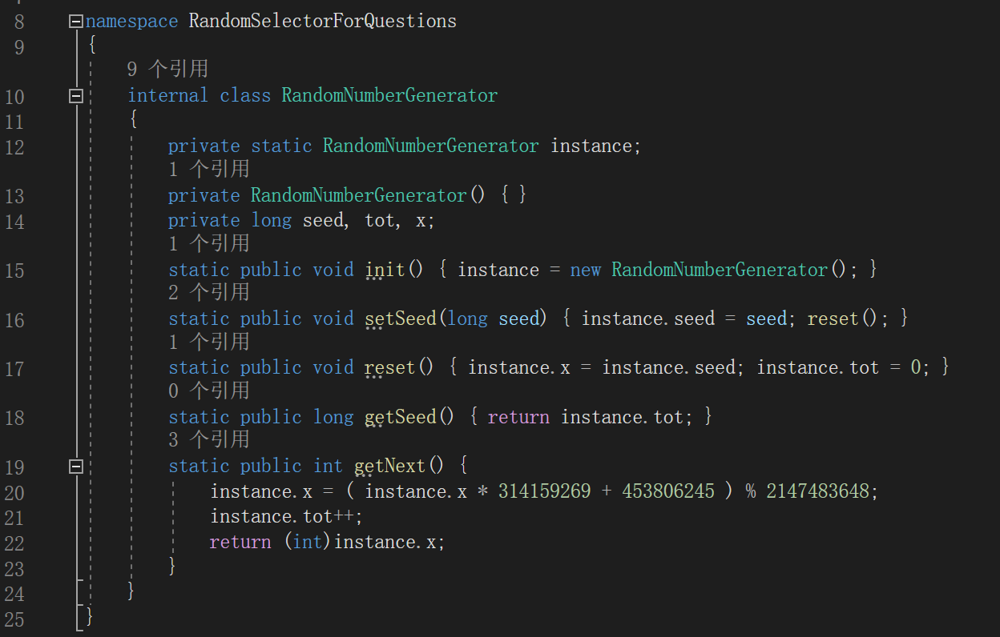 8 namespace RandomSelectorForQuestions
9 {
9 个引用
10 internal class RandomNumberGenerator
11 {
12 private static RandomNumberGenerator instance;
1 个引用
13 private RandomNumberGenerator() { }
14 private long seed, tot, x;
1 个引用
15 static public void init() { instance = new RandomNumberGenerator(); }
2 个引用
16 static public void setSeed(long seed) { instance.seed = seed; reset(); }
1 个引用
17 static public void reset() { instance.x = instance.seed; instance.tot = 0; }
0 个引用
18 static public long getSeed() { return instance.tot; }
3 个引用
19 static public int getNext() {
20 instance.x = ( instance.x * 314159269 + 453806245 ) % 2147483648;
21 instance.tot++;
22 return (int)instance.x;
23 }
24 }
25 }